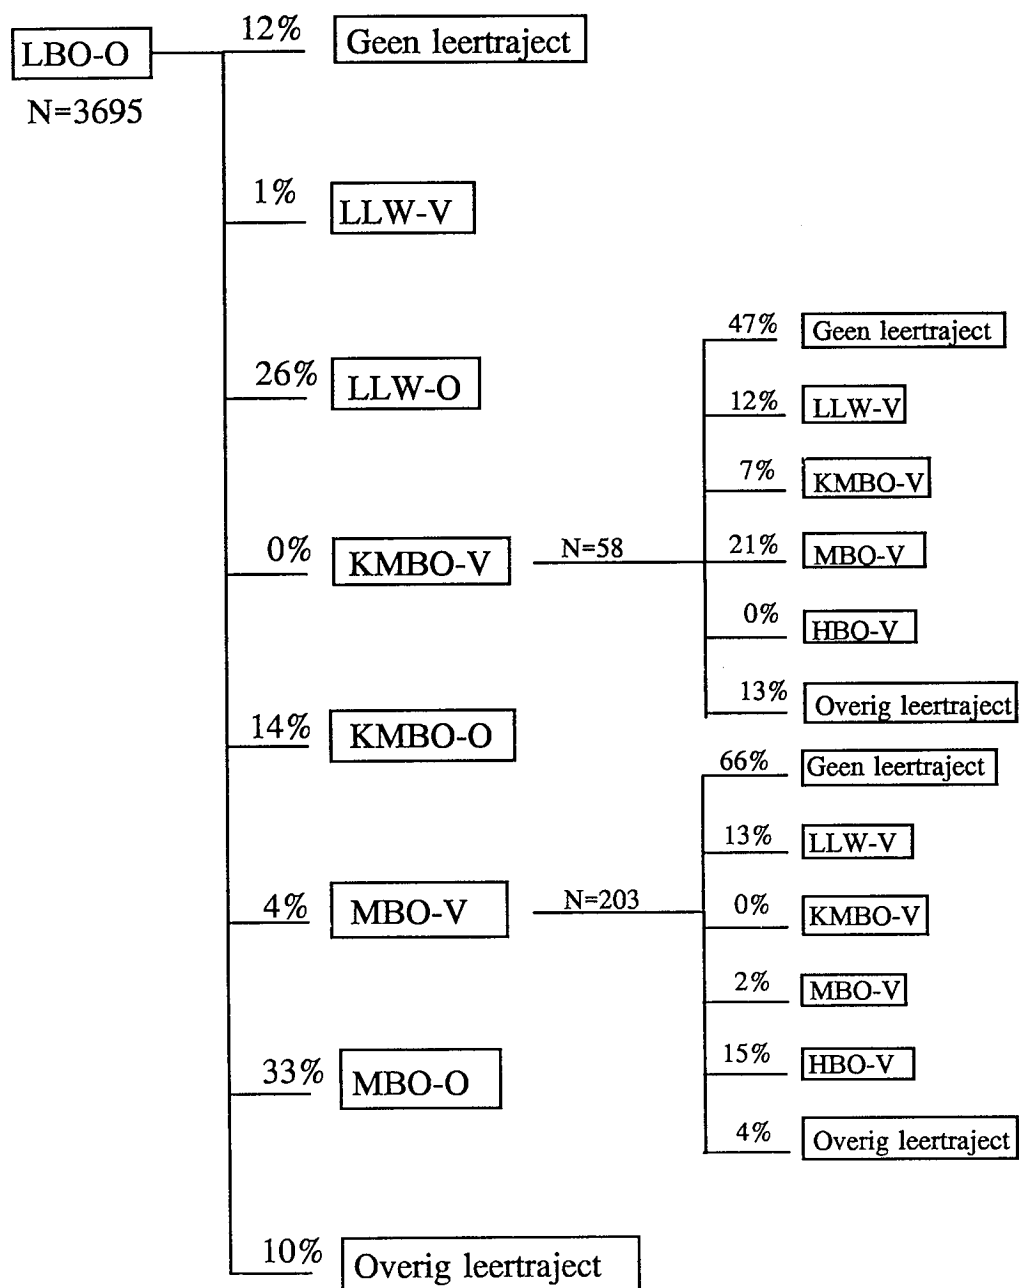 LBO-O
N=3695
12% Geen leertraject
1% LLW-V
26% LLW-O
0% KMBO-V N=58
47% Geen leertraject
12% LLW-V
7% KMBO-V
21% MBO-V
0% HBO-V
13% Overig leertraject
14% KMBO-O
4% MBO-V N=203
66% Geen leertraject
13% LLW-V
0% KMBO-V
2% MBO-V
15% HBO-V
4% Overig leertraject
33% MBO-O
10% Overig leertraject